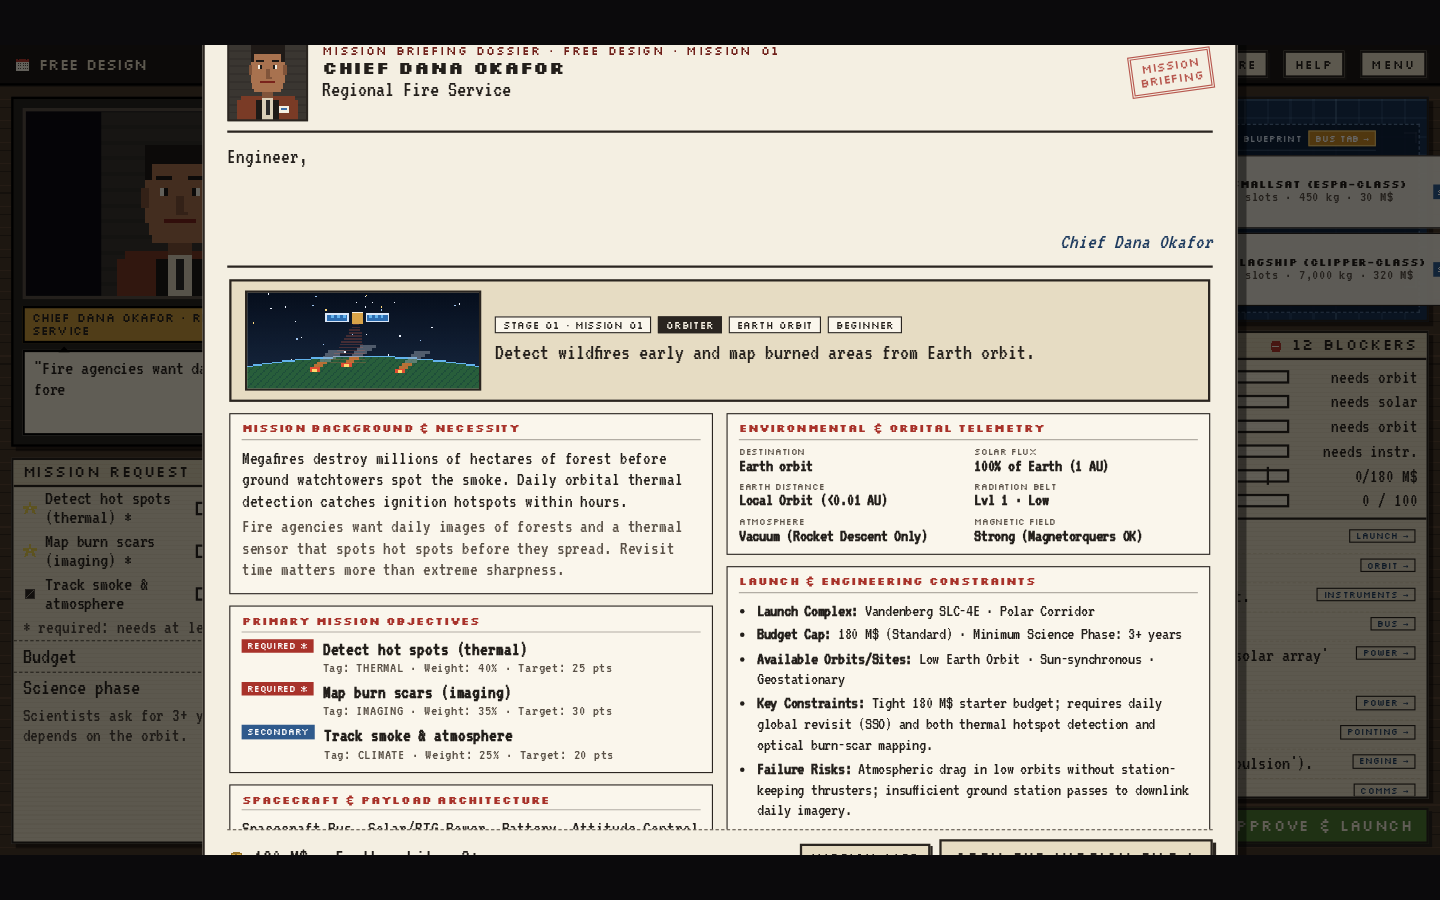 FREE DESIGN
HELP
MENU
MISSION BRIEFING DOSSIER · FREE DESIGN · MISSION 01
CHIEF DANA OKAFOR
Regional Fire Service
MISSION
BRIEFING
Engineer,
Chief Dana Okafor
STAGE 01 · MISSION 01
ORBITER
EARTH ORBIT
BEGINNER
Detect wildfires early and map burned areas from Earth orbit.
MISSION BACKGROUND & NECESSITY
Megafires destroy millions of hectares of forest before
ground watchtowers spot the smoke. Daily orbital thermal
detection catches ignition hotspots within hours.
Fire agencies want daily images of forests and a thermal
sensor that spots hot spots before they spread. Revisit
time matters more than extreme sharpness.
PRIMARY MISSION OBJECTIVES
REQUIRED *
Detect hot spots (thermal)
Tag: THERMAL · Weight: 40% · Target: 25 pts
REQUIRED *
Map burn scars (imaging)
Tag: IMAGING · Weight: 35% · Target: 30 pts
SECONDARY
Track smoke & atmosphere
Tag: CLIMATE · Weight: 25% · Target: 20 pts
SPACECRAFT & PAYLOAD ARCHITECTURE
Spacecraft Bus, Solar/RTG Power, Battery, Attitude Control
ENVIRONMENTAL & ORBITAL TELEMETRY
DESTINATION
Earth orbit
SOLAR FLUX
100% of Earth (1 AU)
EARTH DISTANCE
Local Orbit (<0.01 AU)
RADIATION BELT
Lvl 1 · Low
ATMOSPHERE
Vacuum (Rocket Descent Only)
MAGNETIC FIELD
Strong (Magnetorquers OK)
LAUNCH & ENGINEERING CONSTRAINTS
• Launch Complex: Vandenberg SLC-4E · Polar Corridor
• Budget Cap: 180 M$ (Standard) · Minimum Science Phase: 3+ years
• Available Orbits/Sites: Low Earth Orbit · Sun-synchronous ·
Geostationary
• Key Constraints: Tight 180 M$ starter budget; requires daily
global revisit (SSO) and both thermal hotspot detection and
optical burn-scar mapping.
• Failure Risks: Atmospheric drag in low orbits without station-
keeping thrusters; insufficient ground station passes to downlink
daily imagery.
CHIEF DANA OKAFOR · R
SERVICE
"Fire agencies want da
fore
MISSION REQUEST
Detect hot spots
(thermal) *
Map burn scars
(imaging) *
Track smoke &
atmosphere
* required: needs at le
Budget
Science phase
Scientists ask for 3+ y
depends on the orbit.
BLUEPRINT
BUS TAB →
MALLSAT (ESPA-CLASS)
slots · 450 kg · 30 M$
LAGSHIP (CLIPPER-CLASS)
slots · 7,000 kg · 320 M$
12 BLOCKERS
needs orbit
needs solar
needs orbit
needs instr.
0/180 M$
0 / 100
LAUNCH →
ORBIT →
INSTRUMENTS →
BUS →
solar array'
POWER →
POWER →
POINTING →
pulsion').
ENGINE →
COMMS →
PPROVE & LAUNCH